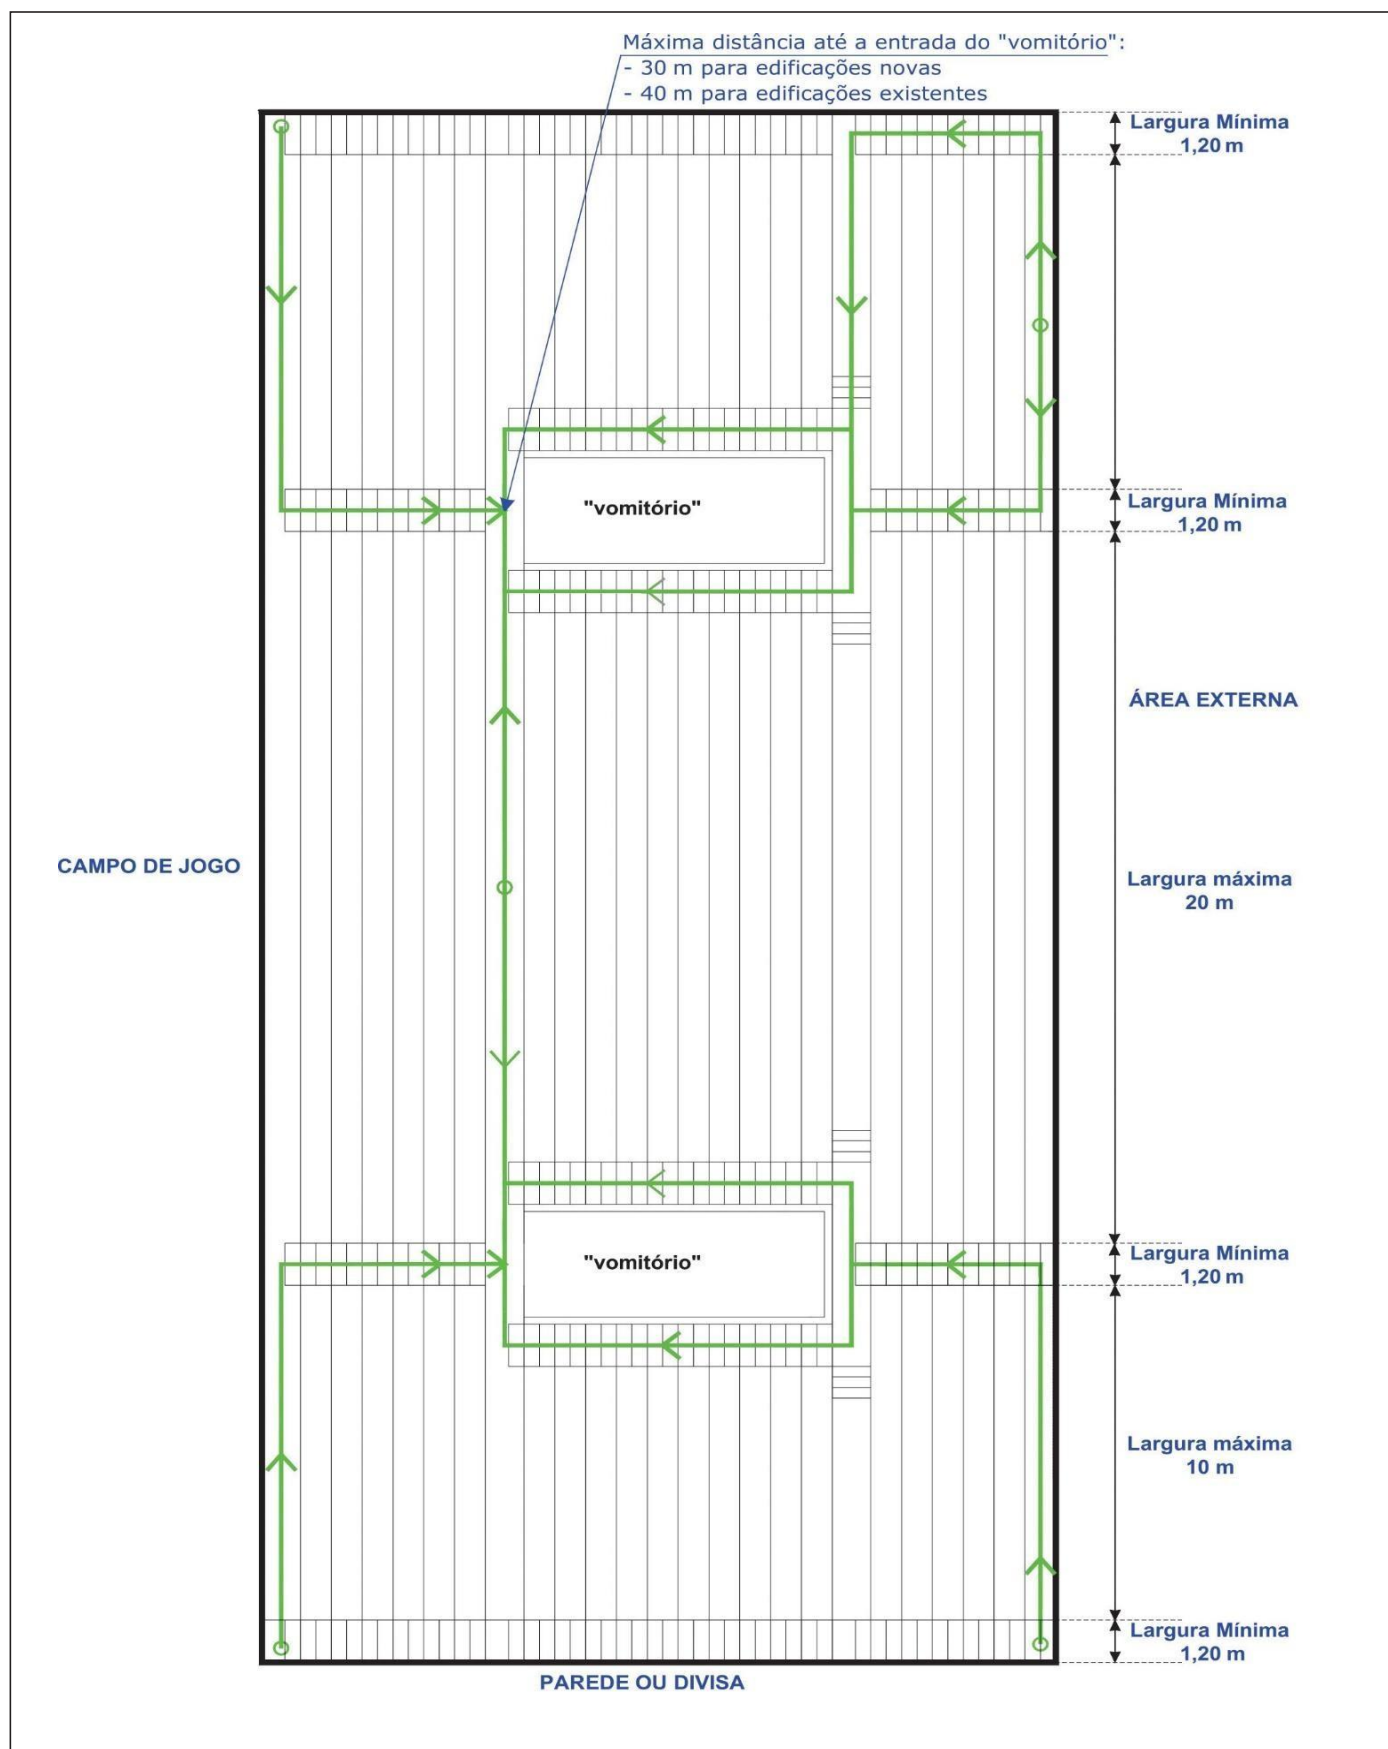 Máxima distância até a entrada do "vomitório":
- 30 m para edificações novas
- 40 m para edificações existentes
Largura Mínima
1,20 m
"vomitório"
Largura Mínima
1,20 m
ÁREA EXTERNA
CAMPO DE JOGO
Largura máxima
20 m
"vomitório"
Largura Mínima
1,20 m
Largura máxima
10 m
Largura Mínima
1,20 m
PAREDE OU DIVISA